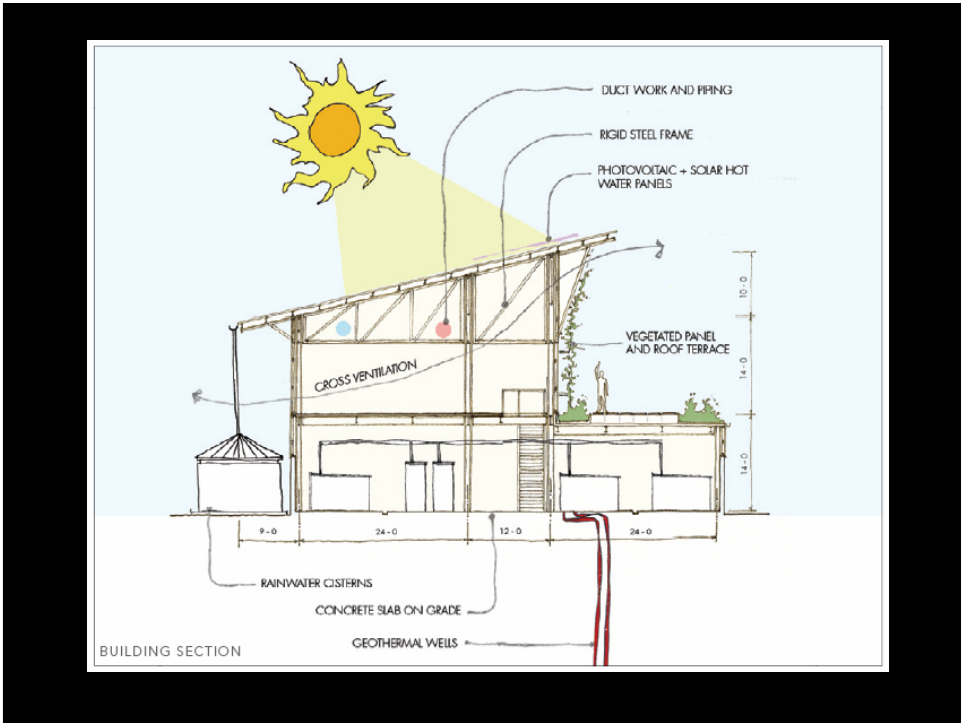 DUCT WORK AND PIPING
RIGID STEEL FRAME
PHOTOVOLTAIC + SOLAR HOT
WATER PANELS
10-0
VEGETATED PANEL
AND ROOF TERRACE
14-0
CROSS VENTILATION
14-0
9-0
24-0
12-0
24-0
RAINWATER CISTERNS
CONCRETE SLAB ON GRADE
GEOTHERMAL WELLS
BUILDING SECTION